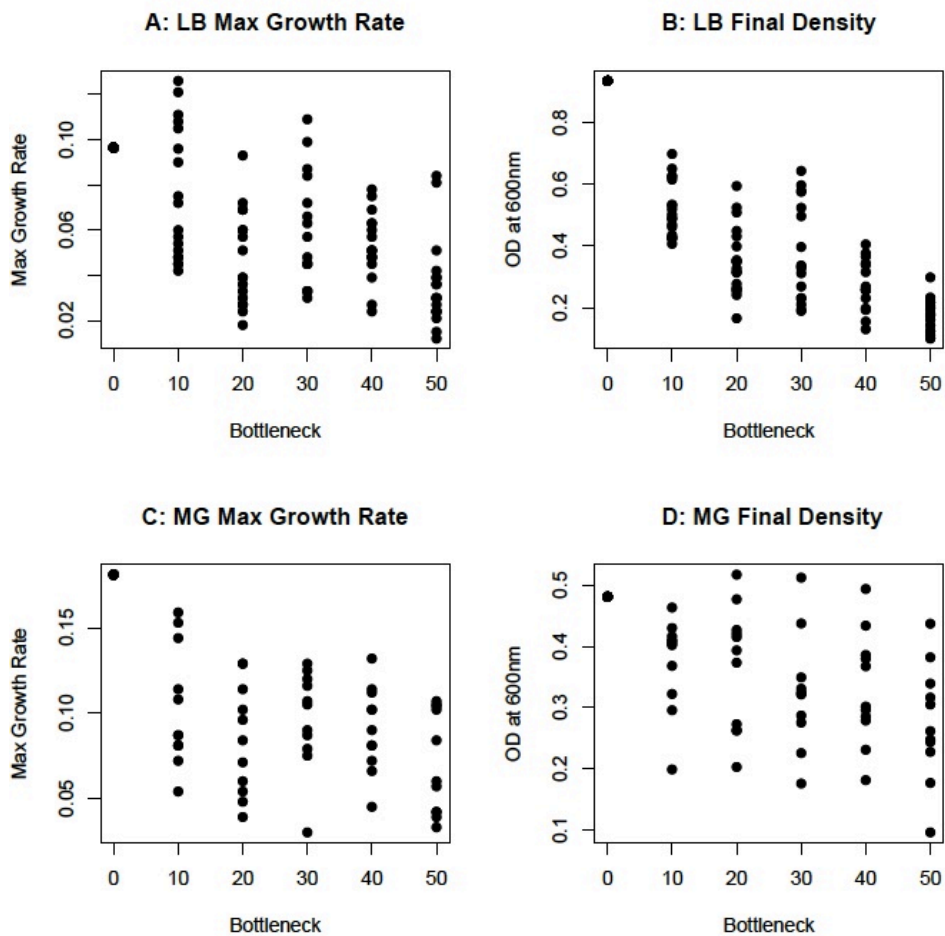 A: LB Max Growth Rate
Max Growth Rate
0.02 0.06 0.10
0 10 20 30 40 50
Bottleneck
B: LB Final Density
OD at 600nm
0.2 0.4 0.6 0.8
0 10 20 30 40 50
Bottleneck
C: MG Max Growth Rate
Max Growth Rate
0.05 0.10 0.15
0 10 20 30 40 50
Bottleneck
D: MG Final Density
OD at 600nm
0.1 0.2 0.3 0.4 0.5
0 10 20 30 40 50
Bottleneck